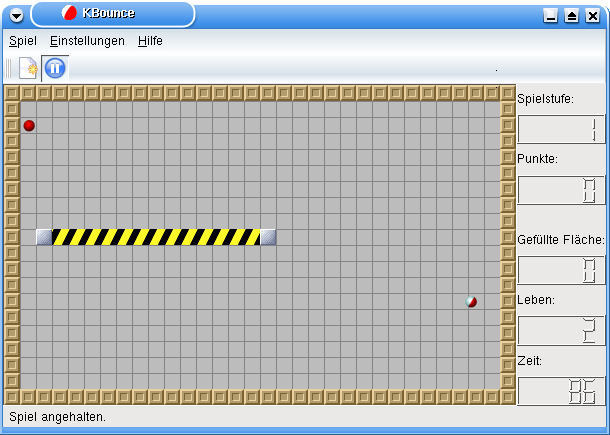 KBounce
Spiel Einstellungen Hilfe
Spielstufe:
1
Punkte:
0
Gefüllte Fläche:
0
Leben:
2
Zeit:
86
Spiel angehalten.